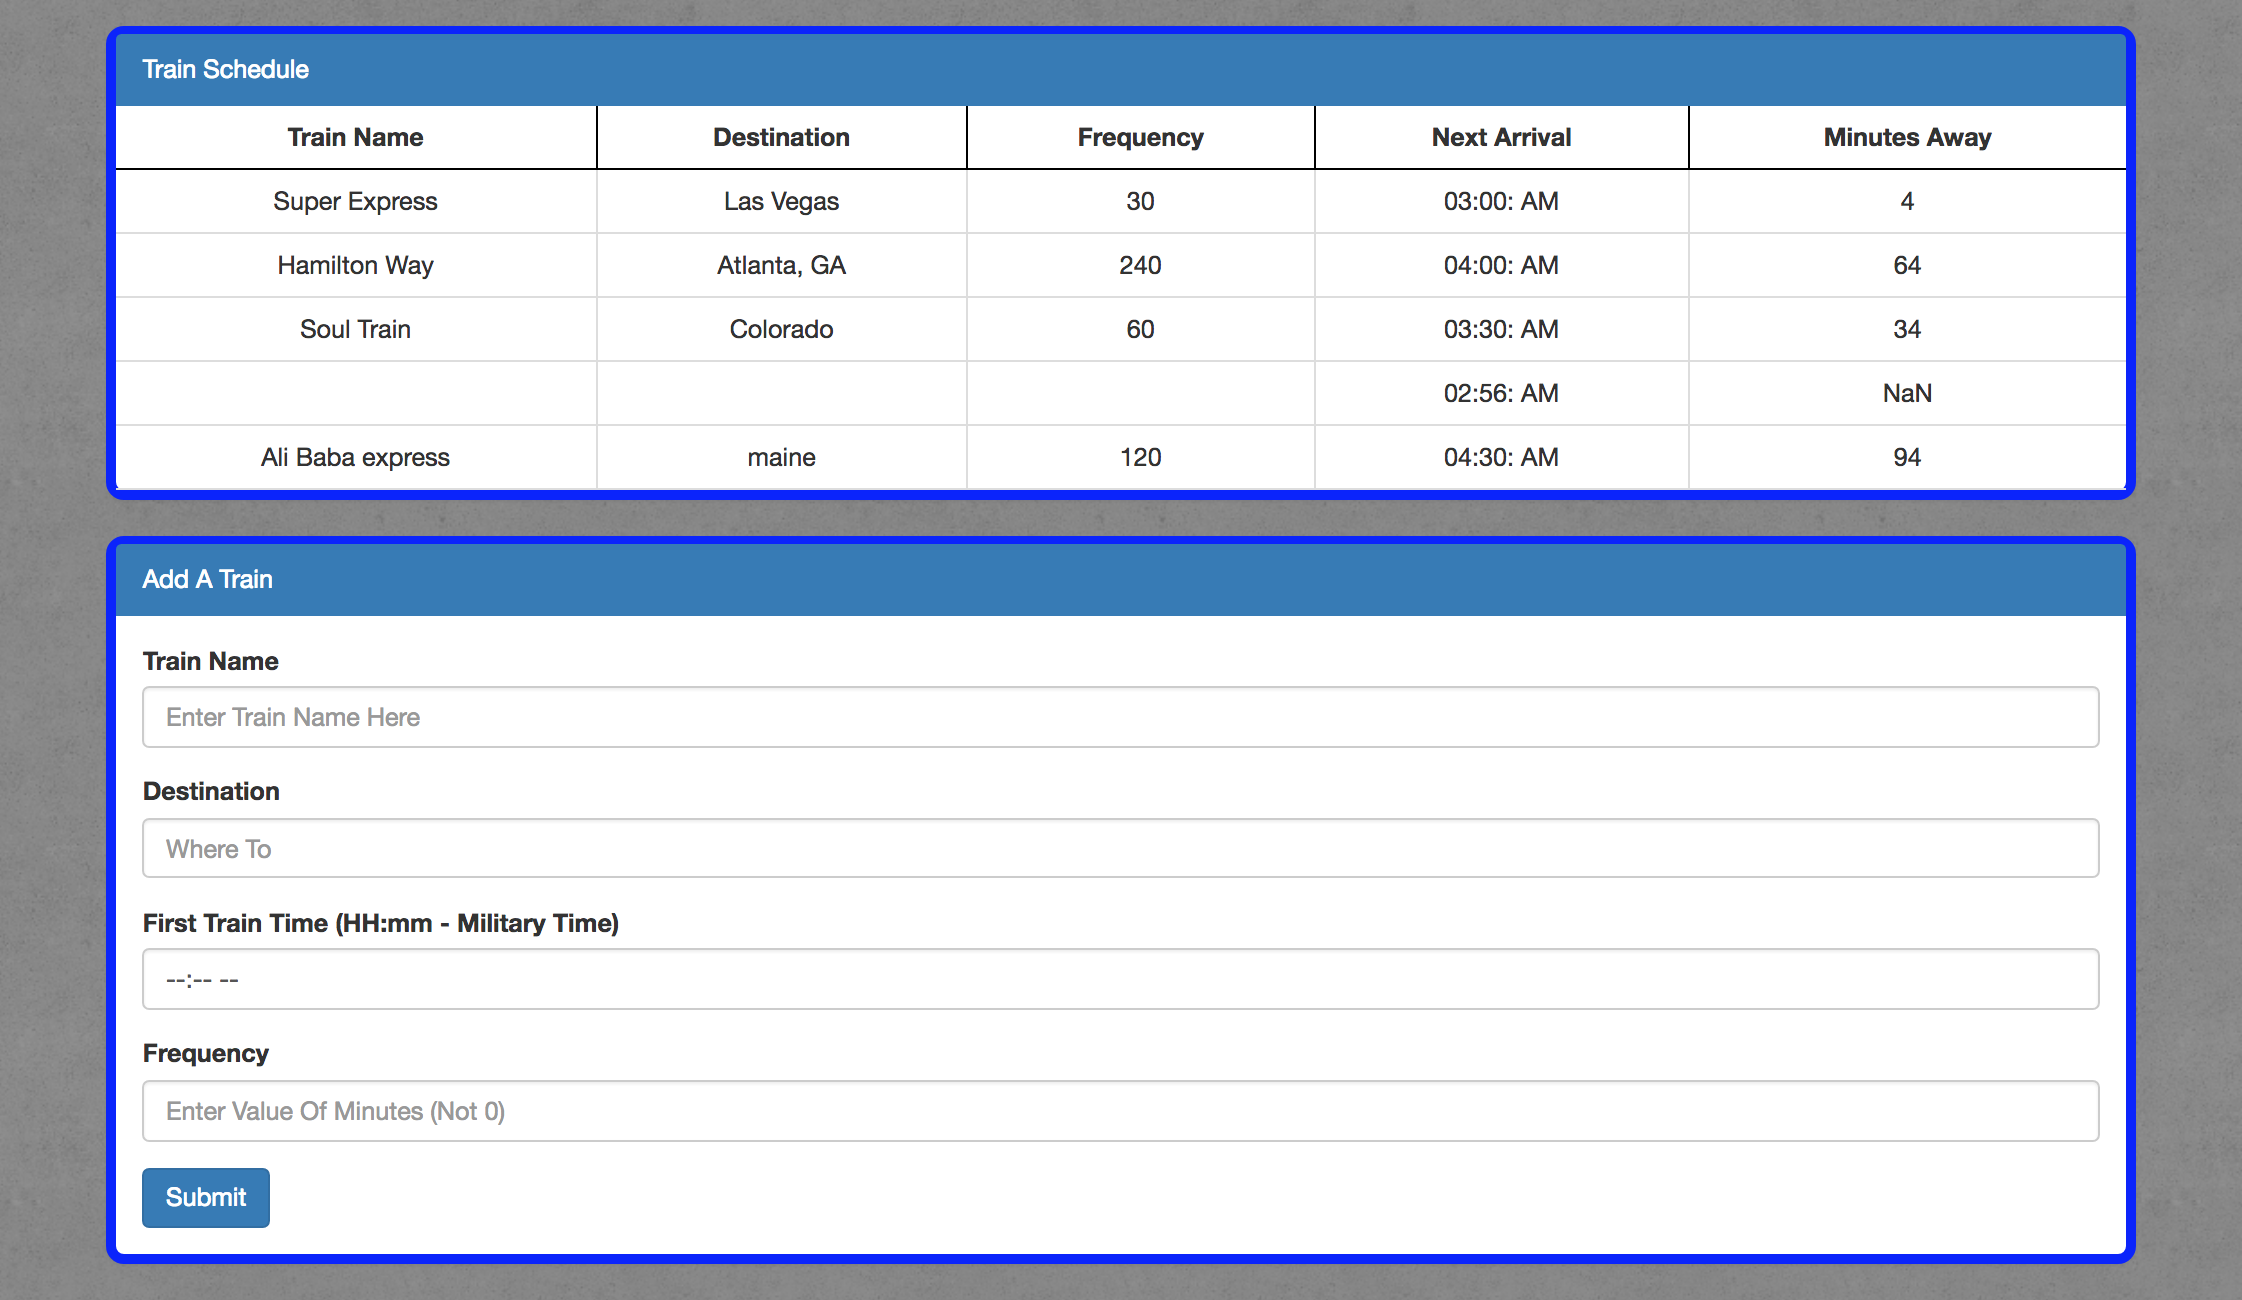 Train Schedule
Train Name Destination Frequency Next Arrival Minutes Away
Super Express Las Vegas 30 03:00: AM 4
Hamilton Way Atlanta, GA 240 04:00: AM 64
Soul Train Colorado 60 03:30: AM 34
02:56: AM NaN
Ali Baba express maine 120 04:30: AM 94
Add A Train
Train Name
Enter Train Name Here
Destination
Where To
First Train Time (HH:mm - Military Time)
--:-- --
Frequency
Enter Value Of Minutes (Not 0)
Submit